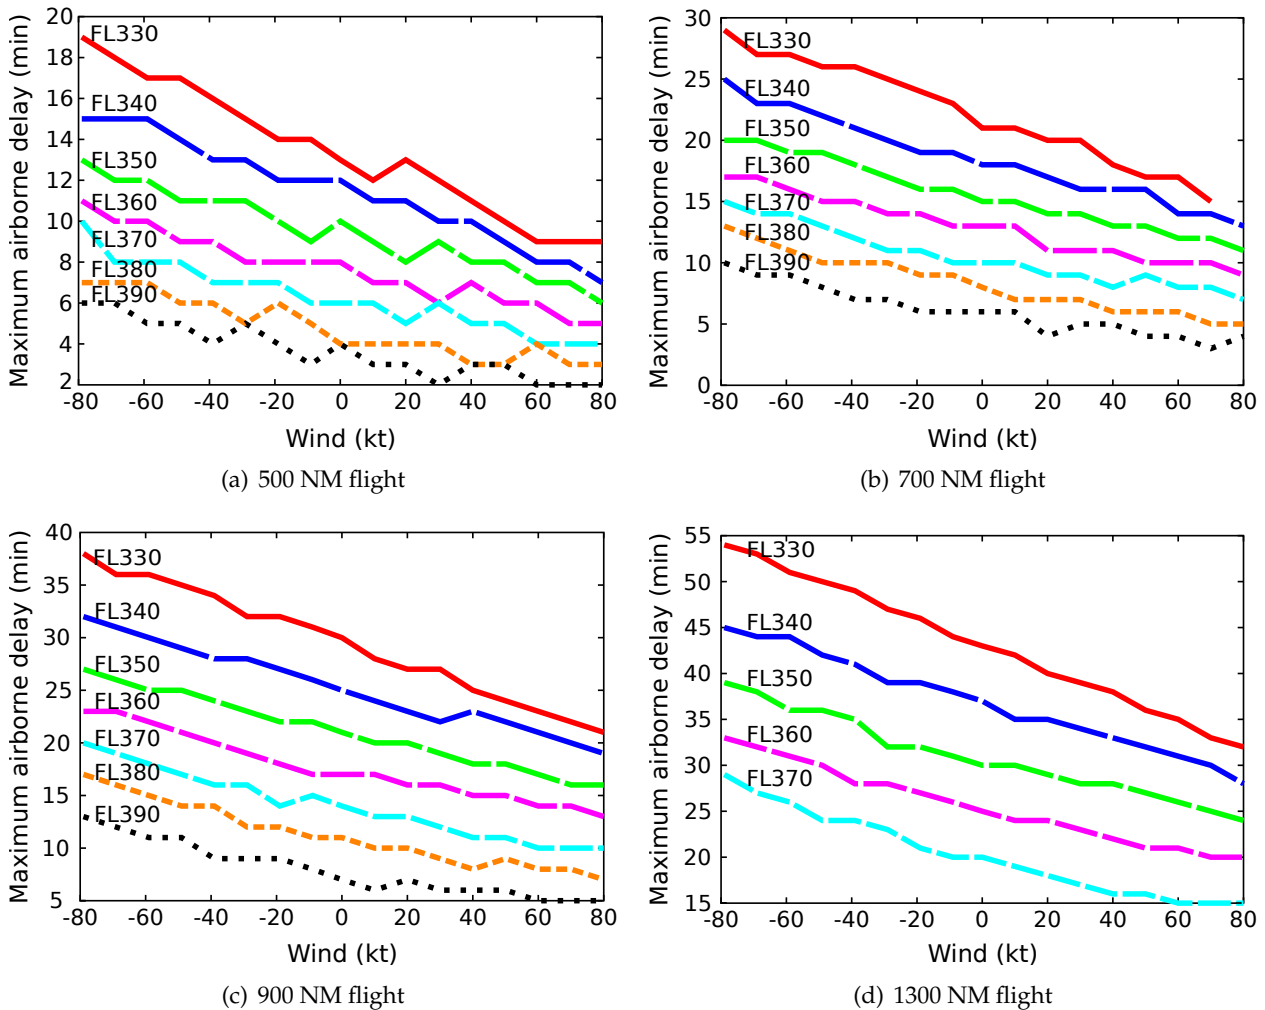 Maximum airborne delay (min)
20
18
16
14
12
10
8
6
4
2
FL330
FL340
FL350
FL360
FL370
FL380
FL390
-80 -60 -40 -20 0 20 40 60 80
Wind (kt)
(a) 500 NM flight
Maximum airborne delay (min)
30
25
20
15
10
5
0
FL330
FL340
FL350
FL360
FL370
FL380
FL390
-80 -60 -40 -20 0 20 40 60 80
Wind (kt)
(b) 700 NM flight
Maximum airborne delay (min)
40
35
30
25
20
15
10
5
FL330
FL340
FL350
FL360
FL370
FL380
FL390
-80 -60 -40 -20 0 20 40 60 80
Wind (kt)
(c) 900 NM flight
Maximum airborne delay (min)
55
50
45
40
35
30
25
20
15
FL330
FL340
FL350
FL360
FL370
-80 -60 -40 -20 0 20 40 60 80
Wind (kt)
(d) 1300 NM flight